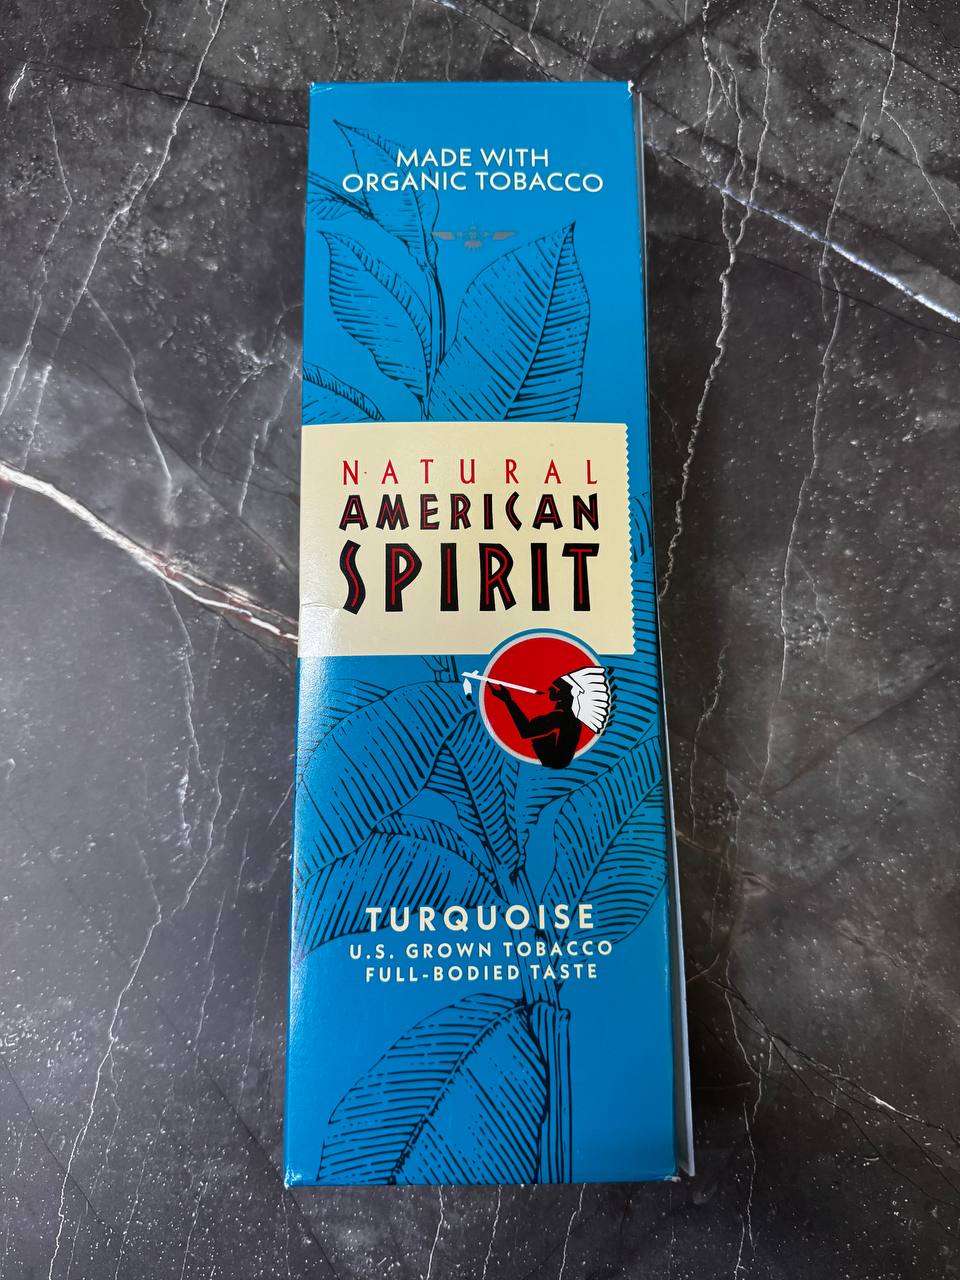 MADE WITH
ORGANIC TOBACCO
NATURAL
AMERICAN
SPIRIT
TURQUOISE
U.S. GROWN TOBACCO
FULL-BODIED TASTE